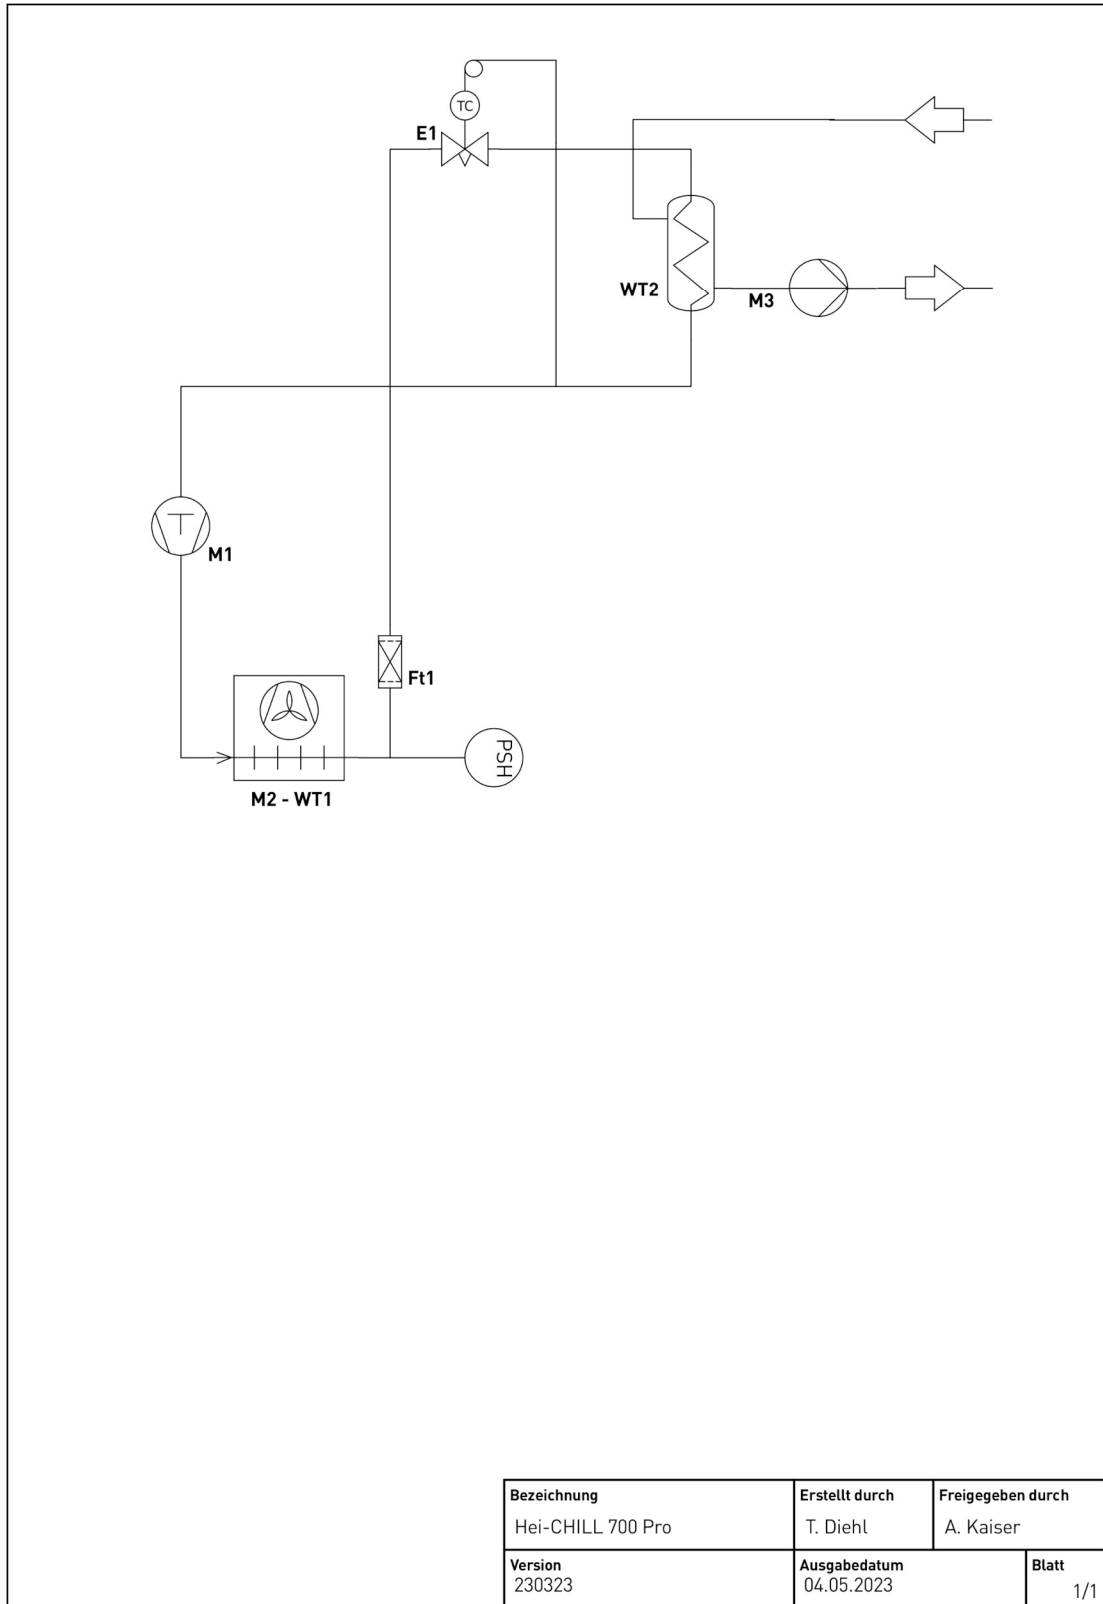 TC
E1
WT2
M3
M1
Ft1
PSH
M2 - WT1
Bezeichnung
Hei-CHILL 700 Pro
Erstellt durch
T. Diehl
Freigegeben durch
A. Kaiser
Version
230323
Ausgabedatum
04.05.2023
Blatt
1/1